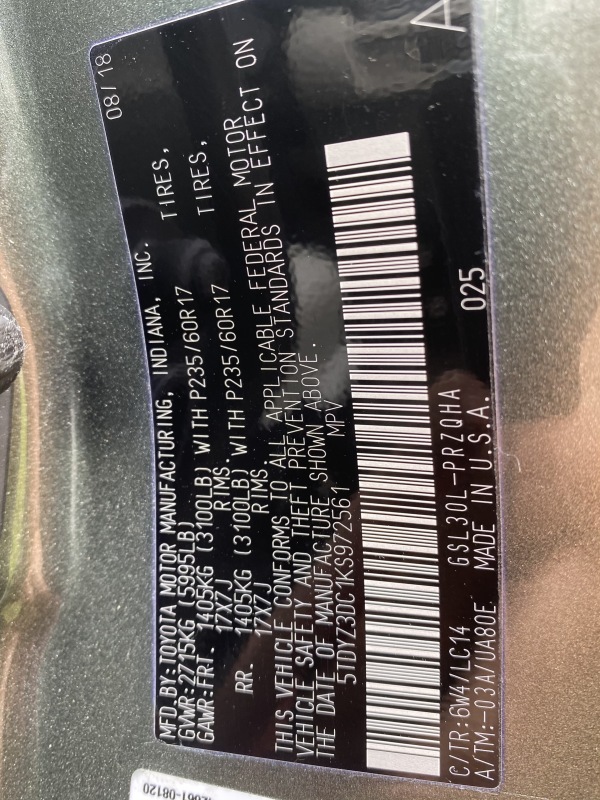 MFD.BY:TOYOTA MOTOR MANUFACTURING, INDIANA, INC. 08/18
GVWR:2715KG (5995LB)
GAWR:FRT. 1405KG (3100LB) WITH P235/60R17 TIRES,
17X7J RIMS.
RR. 1405KG (3100LB) WITH P235/60R17 TIRES,
17X7J RIMS.
THIS VEHICLE CONFORMS TO ALL APPLICABLE FEDERAL MOTOR
VEHICLE SAFETY AND THEFT PREVENTION STANDARDS IN EFFECT ON
THE DATE OF MANUFACTURE SHOWN ABOVE.
5TDYZ3DC1KS972561 MPV
A
C/TR:6W4/LC14 GSL30L-PRZQHA 025
A/TM:-03A/UA80E MADE IN U.S.A.